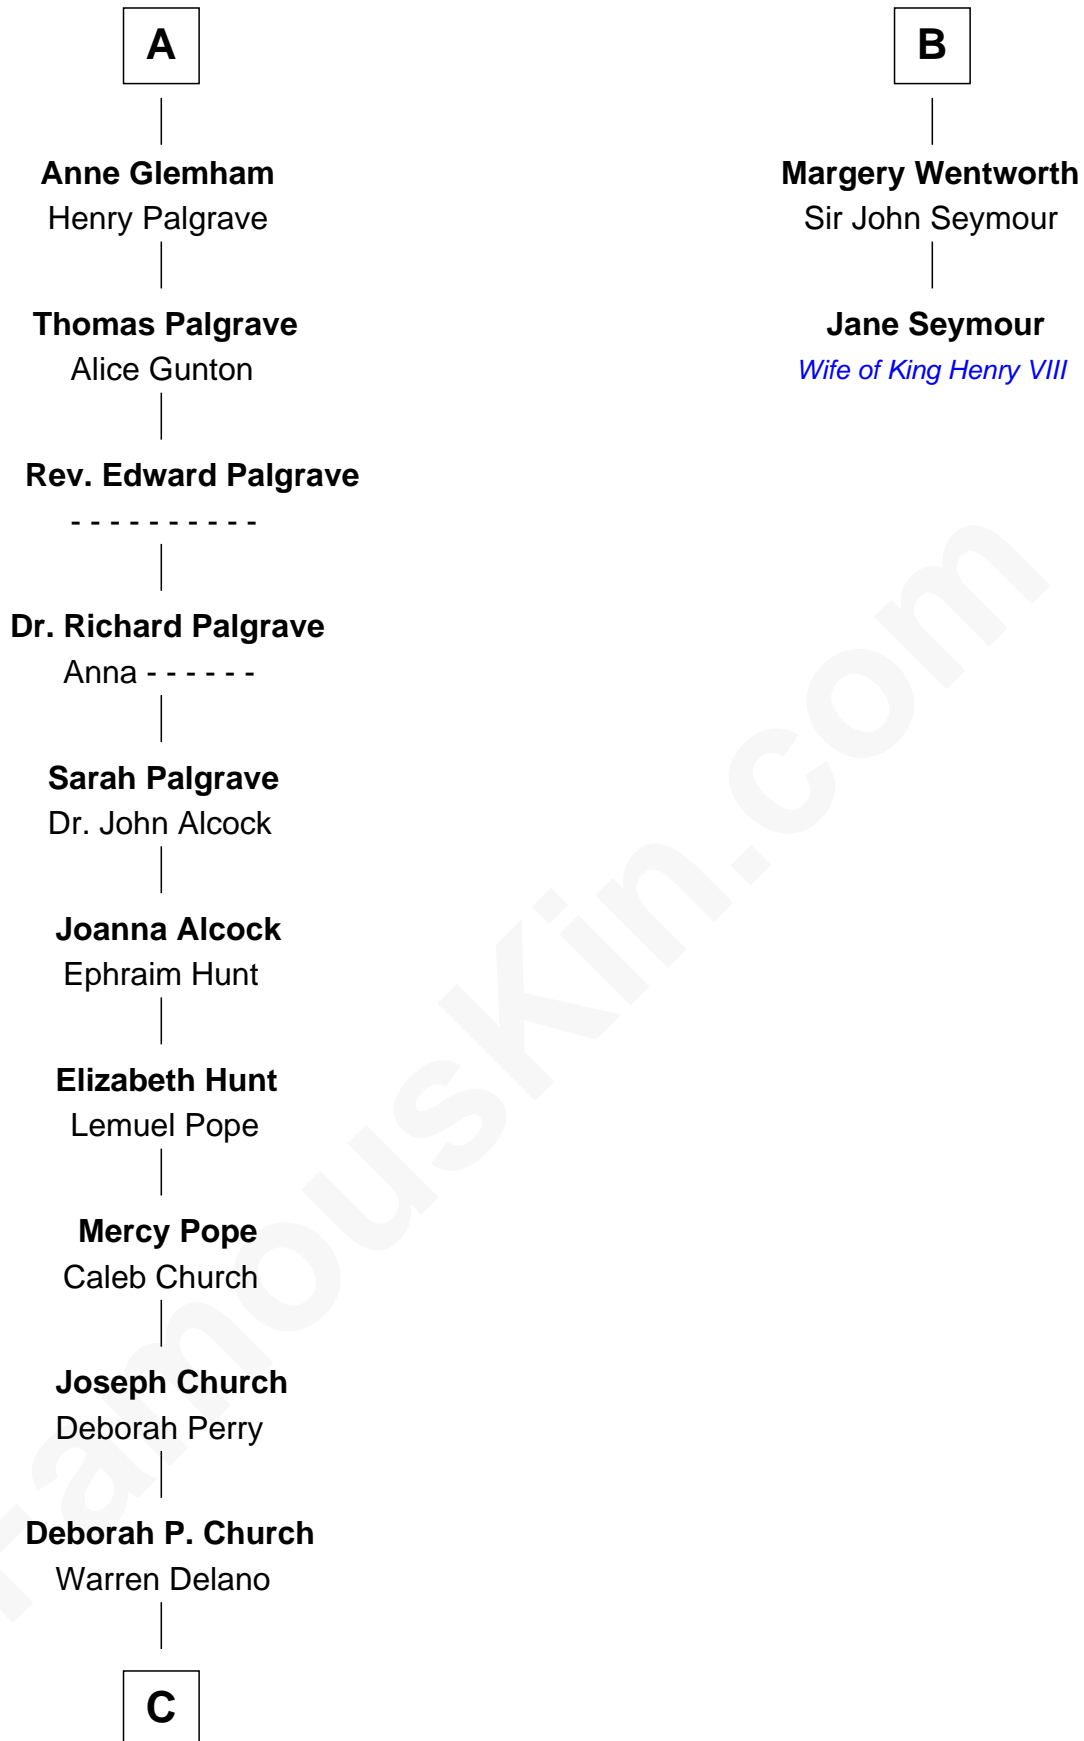 A
Anne Glemham
Henry Palgrave
Thomas Palgrave
Alice Gunton
Rev. Edward Palgrave
- - - - - - - - - -
Dr. Richard Palgrave
Anna - - - - - -
Sarah Palgrave
Dr. John Alcock
Joanna Alcock
Ephraim Hunt
Elizabeth Hunt
Lemuel Pope
Mercy Pope
Caleb Church
Joseph Church
Deborah Perry
Deborah P. Church
Warren Delano
C
B
Margery Wentworth
Sir John Seymour
Jane Seymour
Wife of King Henry VIII
FamousKin.com